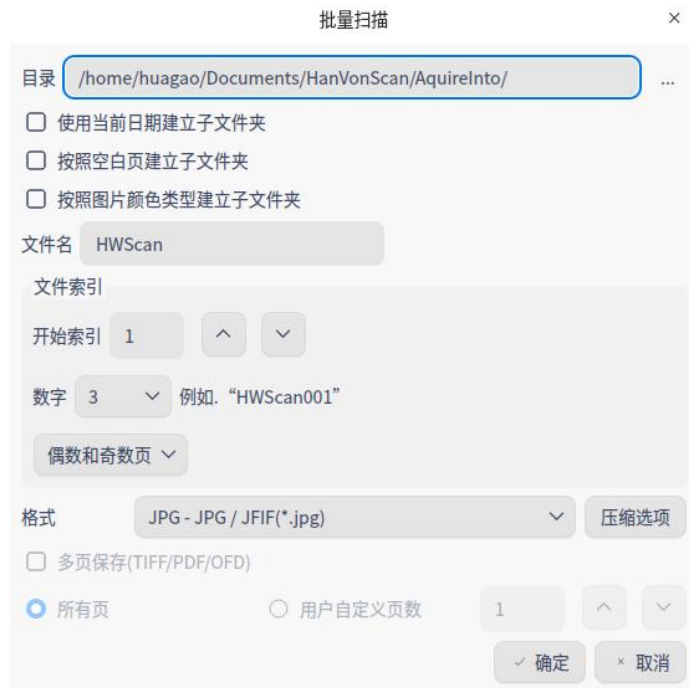 批量扫描
目录 /home/huagao/Documents/HanVonScan/AquireInto/ ...
使用当前日期建立子文件夹
按照空白页建立子文件夹
按照图片颜色类型建立子文件夹
文件名 HWScan
文件索引
开始索引 1
数字 3 例如. “HWScan001”
偶数和奇数页
格式 JPG - JPG / JFIF(*.jpg) 压缩选项
多页保存(TIFF/PDF/OFD)
所有页 用户自定义页数 1
确定 取消